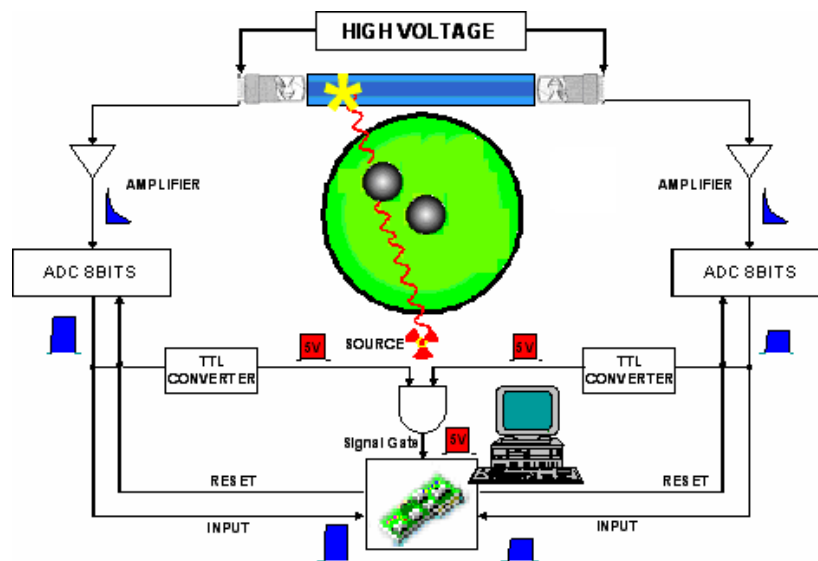 HIGH VOLTAGE
AMPLIFIER
AMPLIFIER
ADC 8BITS
ADC 8BITS
SOURCE
5V
5V
TTL
CONVERTER
TTL
CONVERTER
Signal Gate
5V
RESET
RESET
INPUT
INPUT